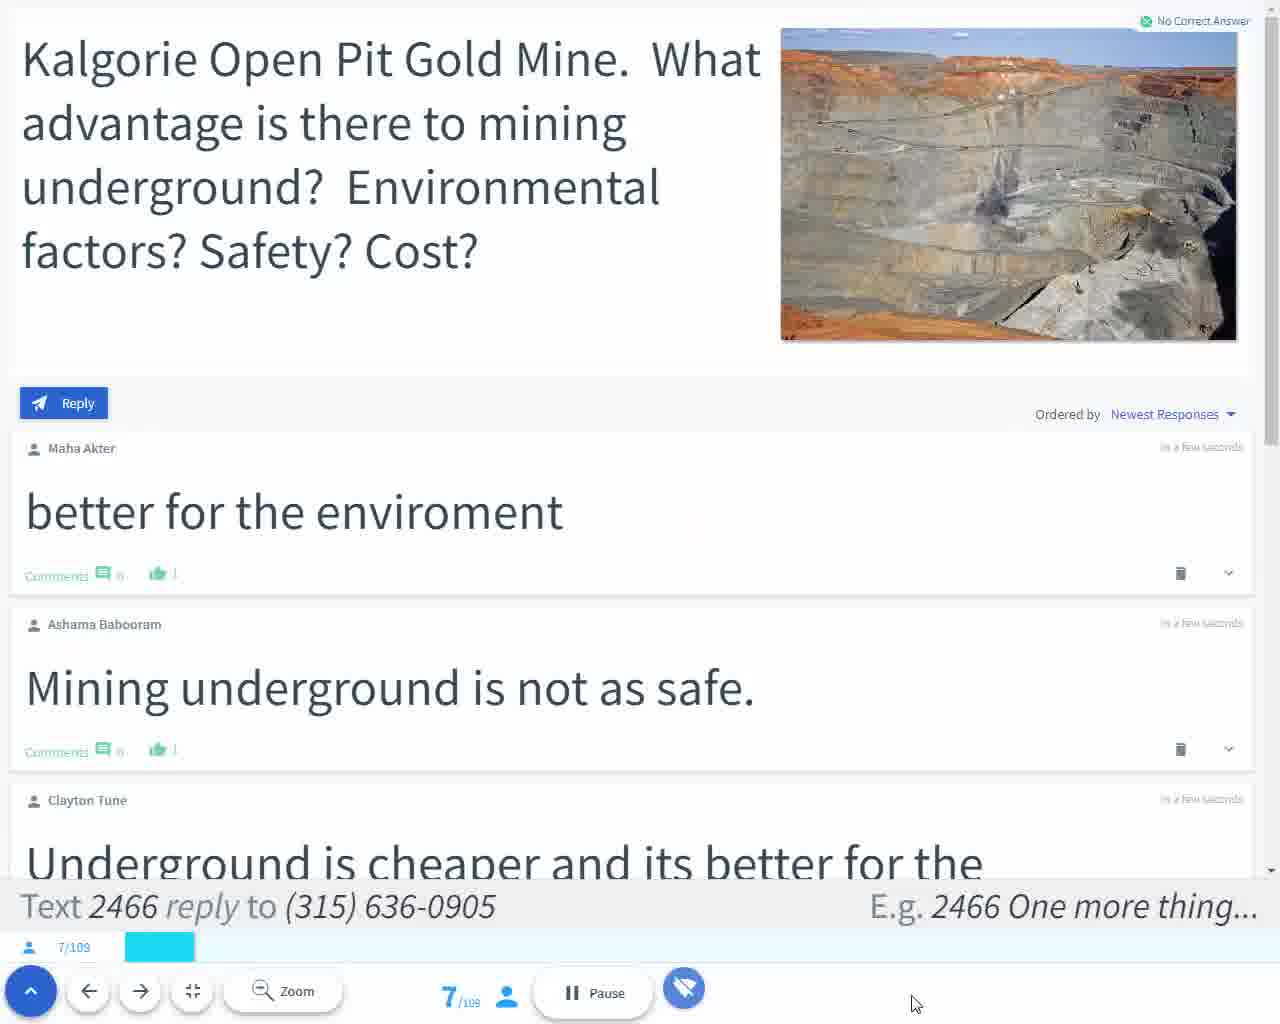 No Correct Answer
Kalgorie Open Pit Gold Mine. What
advantage is there to mining
underground? Environmental
factors? Safety? Cost?
Reply
Ordered by Newest Responses
Maha Akter
in a few seconds
better for the enviroment
Comments 0 1
Ashama Babooram
in a few seconds
Mining underground is not as safe.
Comments 0 1
Clayton Tune
in a few seconds
Underground is cheaper and its better for the
Text 2466 reply to (315) 636-0905
E.g. 2466 One more thing...
7/109
Zoom
7/109
Pause